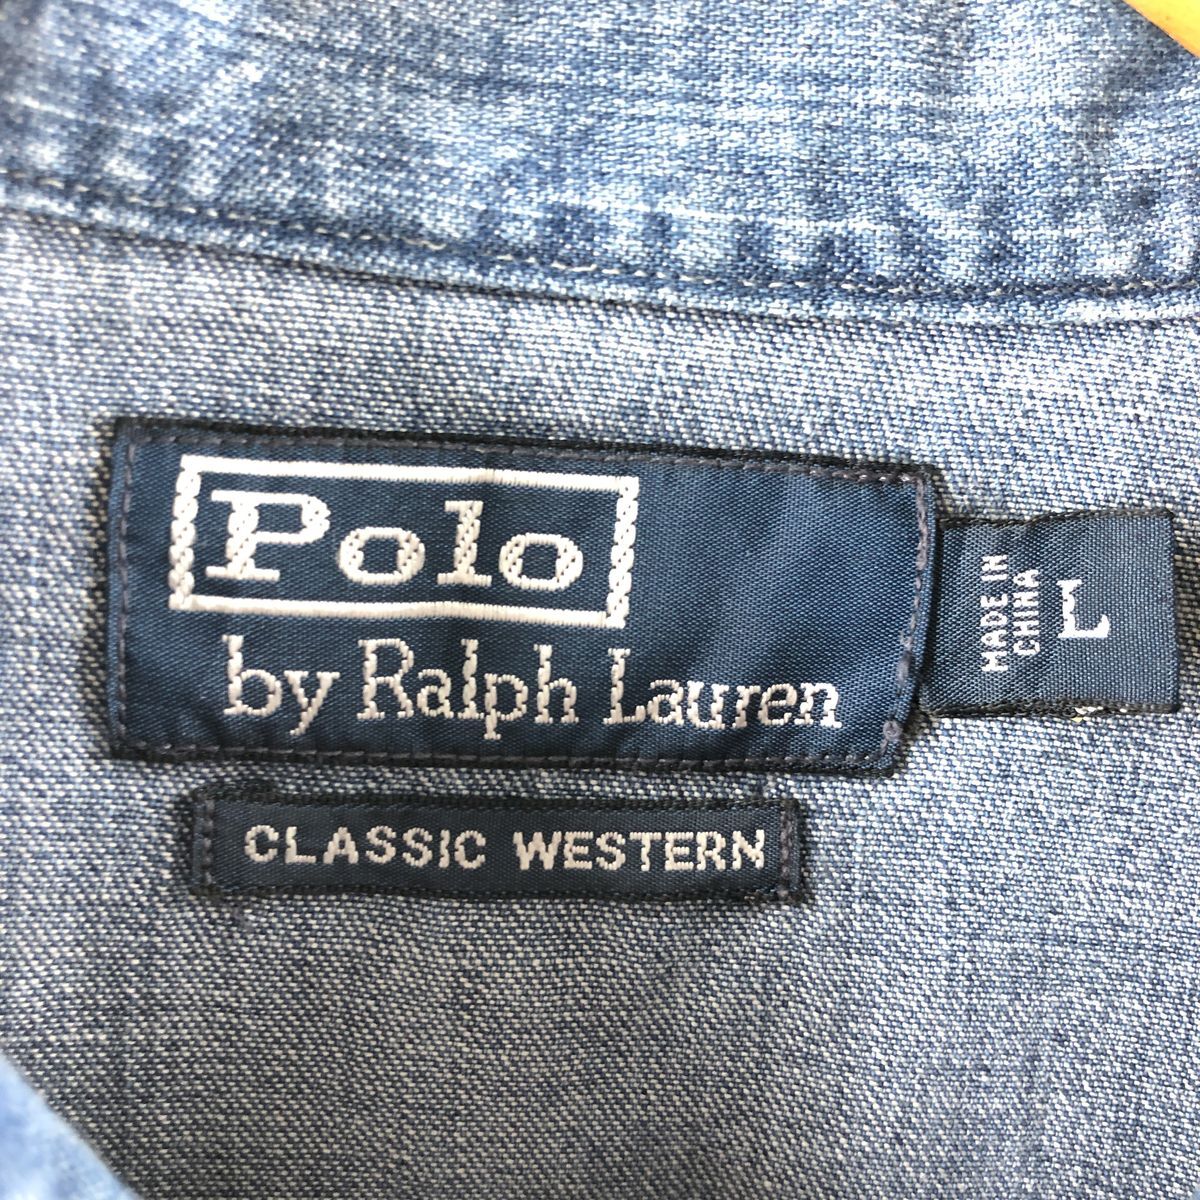 Polo
by Ralph Lauren
MADE IN
CHINA
L
CLASSIC WESTERN